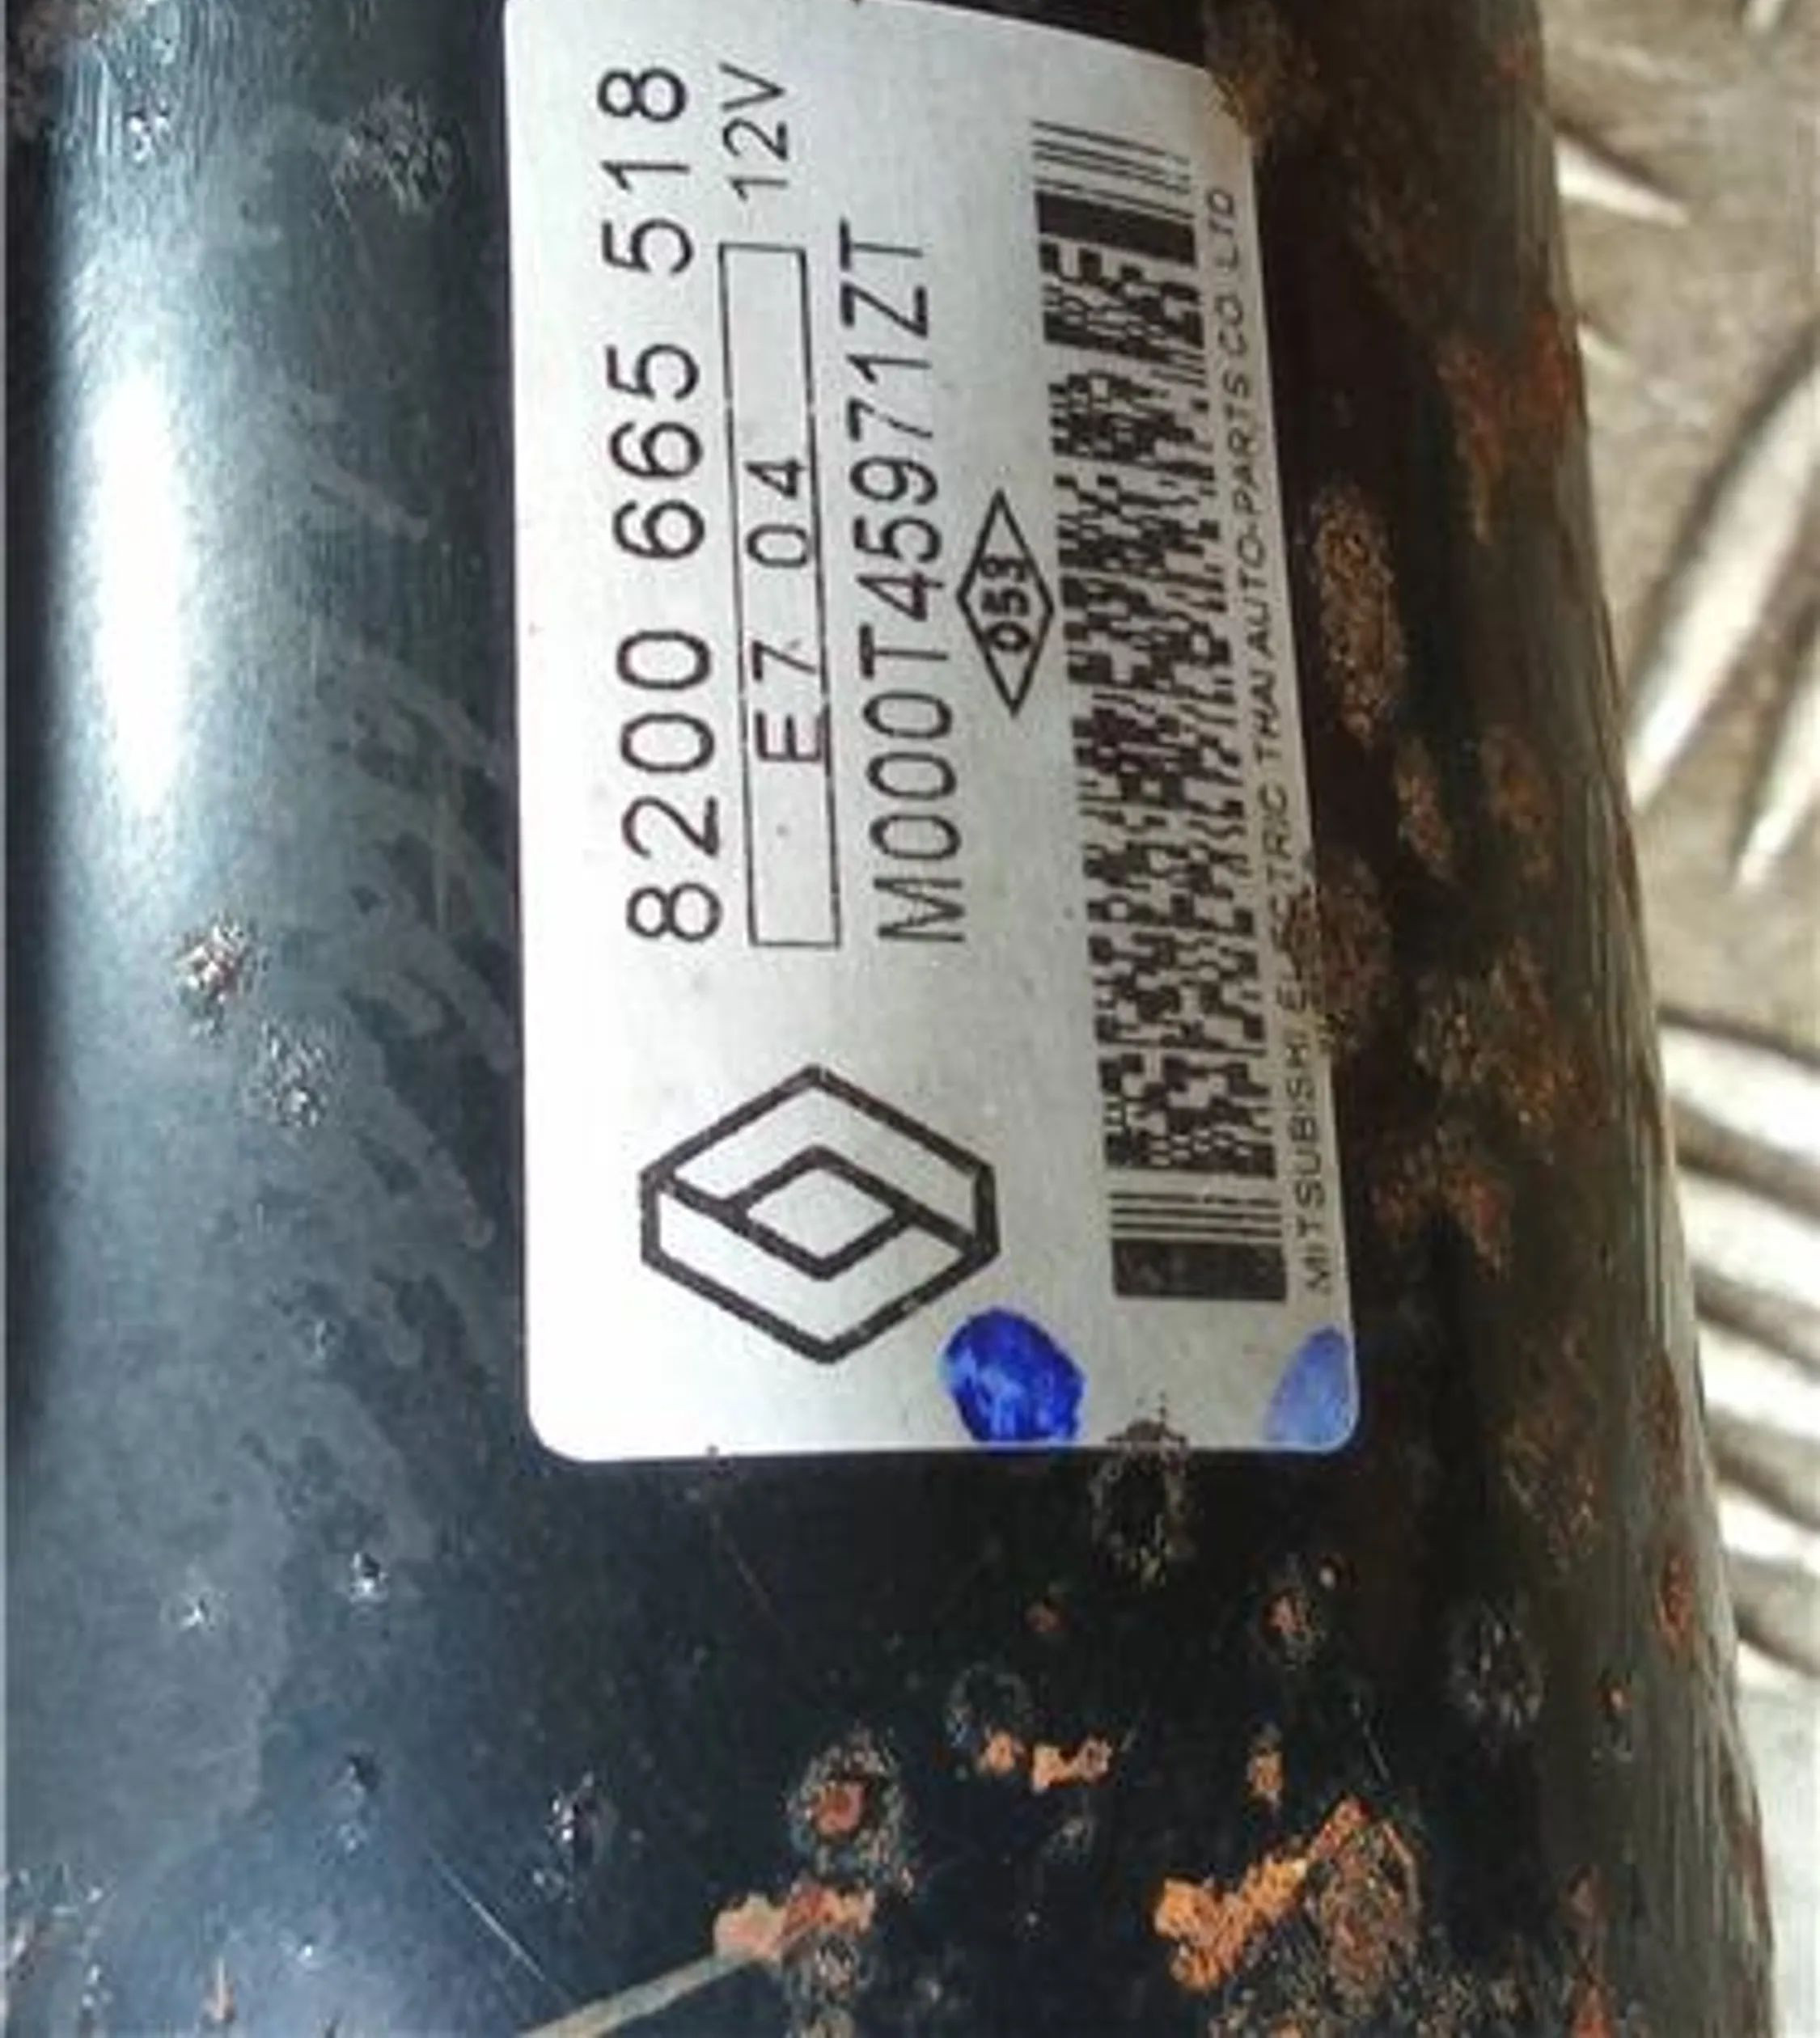 8200 665 518
E7 04 12V
M000T45971ZT
053
MITSUBISHI ELECTRIC THAI AUTO-PARTS CO LTD